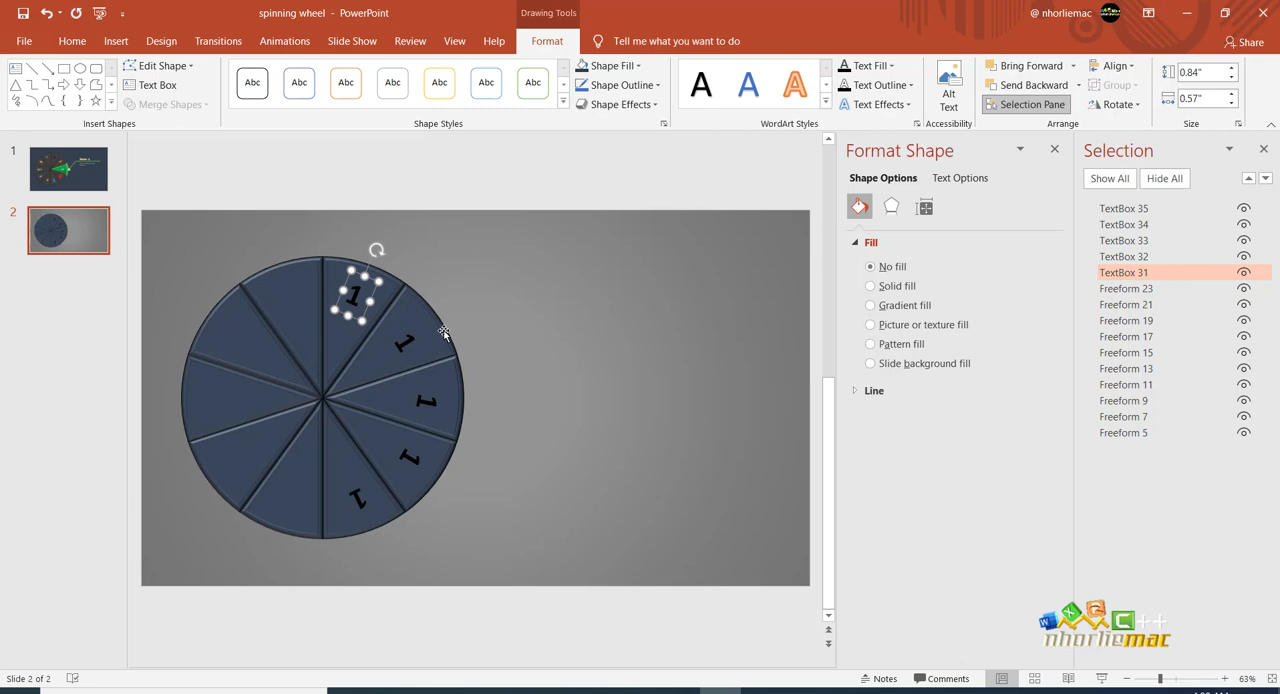 spinning wheel - PowerPoint
Drawing Tools
@ nhorliemac
File
Home
Insert
Design
Transitions
Animations
Slide Show
Review
View
Help
Format
Tell me what you want to do
Share
Edit Shape
Text Box
Merge Shapes
Insert Shapes
Abc
Abc
Abc
Abc
Abc
Abc
Abc
Shape Fill
Shape Outline
Shape Effects
Shape Styles
A
A
A
WordArt Styles
Text Fill
Text Outline
Text Effects
Alt
Text
Accessibility
Bring Forward
Send Backward
Selection Pane
Align
Group
Rotate
Arrange
0.84"
0.57"
Size
1
2
1
1
1
1
1
Format Shape
Shape Options
Text Options
Fill
No fill
Solid fill
Gradient fill
Picture or texture fill
Pattern fill
Slide background fill
Line
Selection
Show All
Hide All
TextBox 35
TextBox 34
TextBox 33
TextBox 32
TextBox 31
Freeform 23
Freeform 21
Freeform 19
Freeform 17
Freeform 15
Freeform 13
Freeform 11
Freeform 9
Freeform 7
Freeform 5
C++
nhorliemac
Slide 2 of 2
Notes
Comments
63%